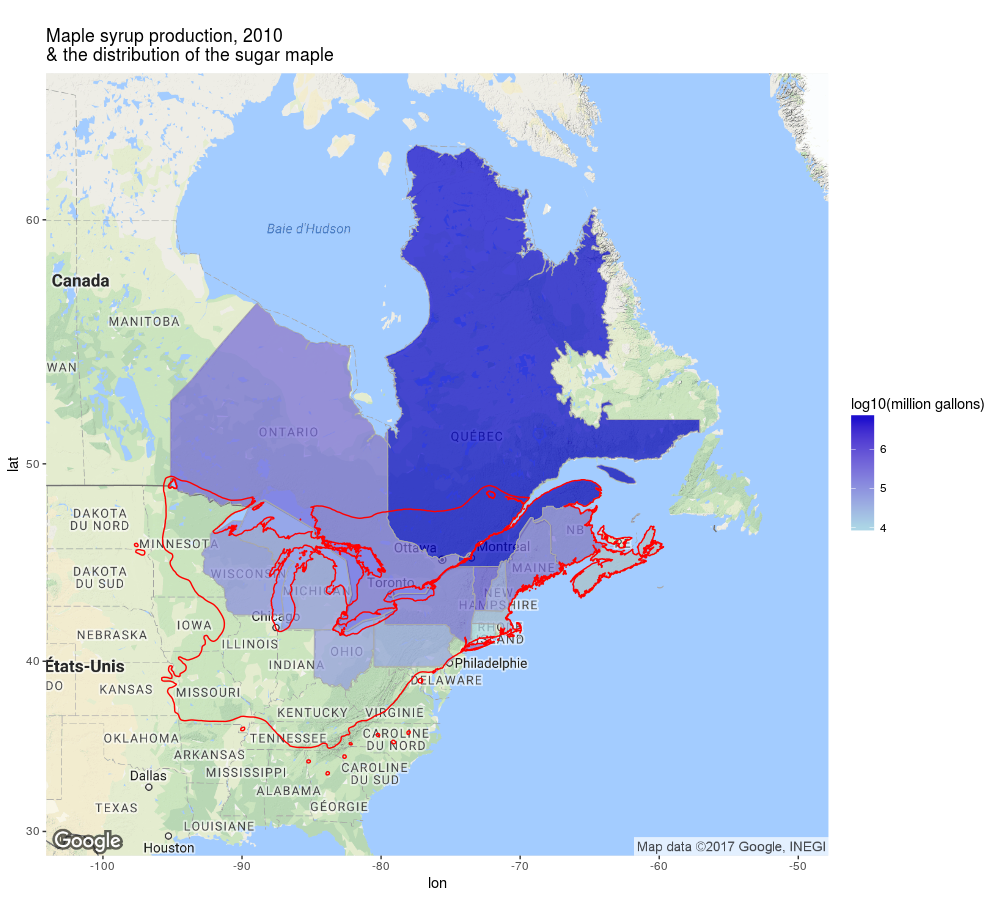 Maple syrup production, 2010
& the distribution of the sugar maple
lat
60
50
40
30
Baie d'Hudson
Canada
MANITOBA
WAN
ONTARIO
QUÉBEC
DAKOTA
DU NORD
MINNESOTA
Ottawa
Montréal
NB
MAINE
DAKOTA
DU SUD
WISCONSIN
MICHIGAN
Toronto
NEW
HAMPSHIRE
Chicago
IOWA
NEBRASKA
ILLINOIS
RHODE
ISLAND
OHIO
INDIANA
États-Unis
Philadelphie
DO
KANSAS
MISSOURI
DELAWARE
KENTUCKY
VIRGINIE
OKLAHOMA
TENNESSEE
CAROLINE
DU NORD
ARKANSAS
Dallas
MISSISSIPPI
CAROLINE
DU SUD
ALABAMA
TEXAS
GÉORGIE
LOUISIANE
Houston
Google
Map data ©2017 Google, INEGI
-100
-90
-80
-70
-60
-50
lon
log10(million gallons)
6
5
4